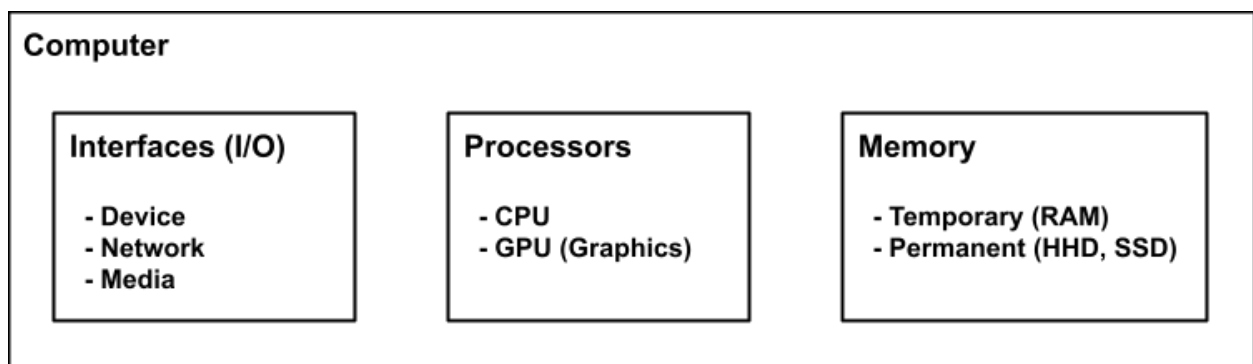 Computer
Interfaces (I/O)
- Device
- Network
- Media
Processors
- CPU
- GPU (Graphics)
Memory
- Temporary (RAM)
- Permanent (HHD, SSD)